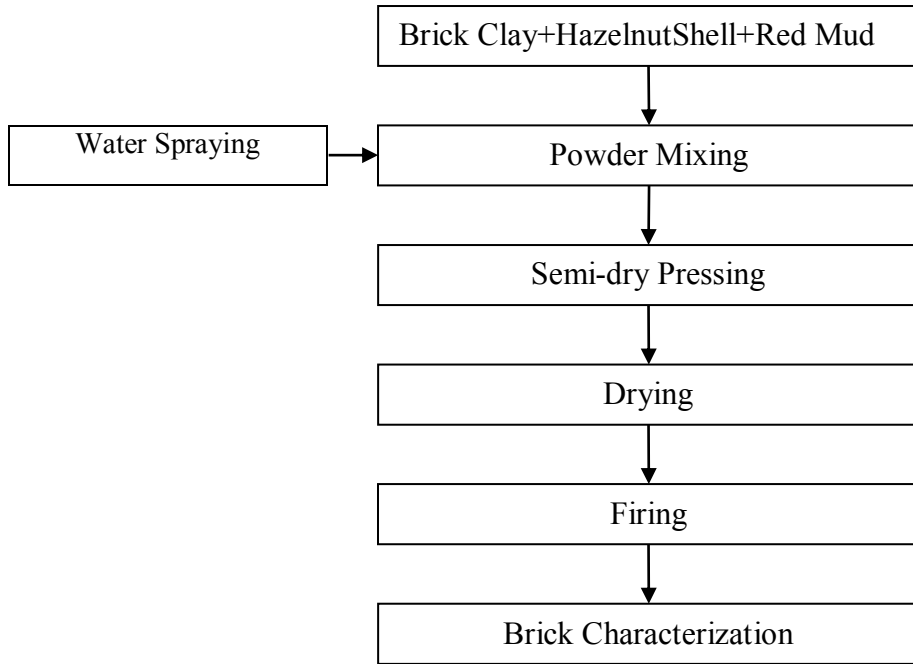 Brick Clay+HazelnutShell+Red Mud
Water Spraying
Powder Mixing
Semi-dry Pressing
Drying
Firing
Brick Characterization